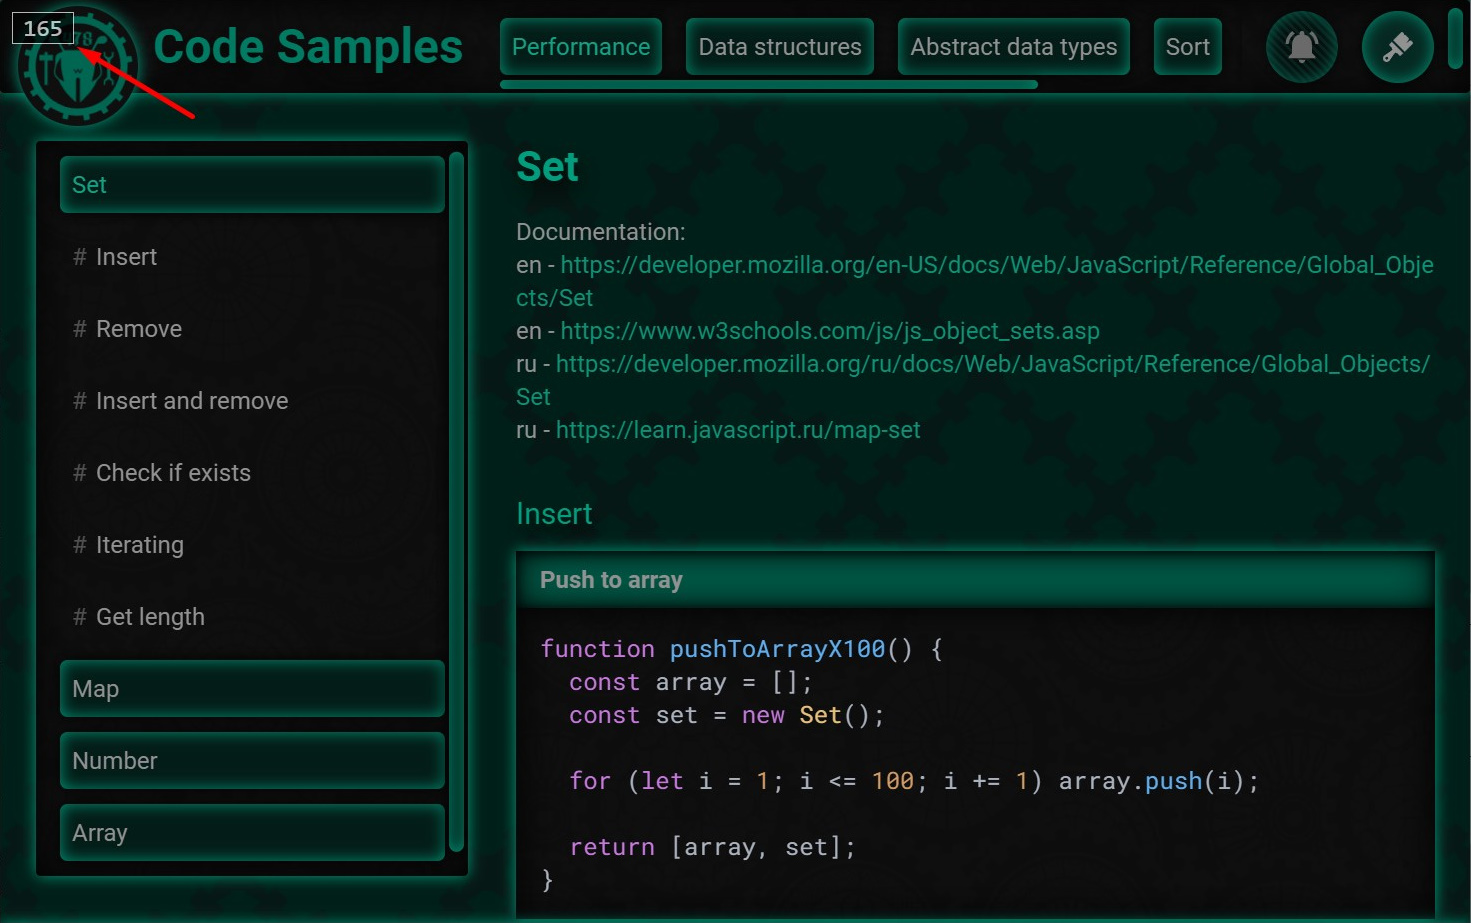 165
Code Samples
Performance
Data structures
Abstract data types
Sort
Set
# Insert
# Remove
# Insert and remove
# Check if exists
# Iterating
# Get length
Map
Number
Array
Set
Documentation:
en - https://developer.mozilla.org/en-US/docs/Web/JavaScript/Reference/Global_Obje
cts/Set
en - https://www.w3schools.com/js/js_object_sets.asp
ru - https://developer.mozilla.org/ru/docs/Web/JavaScript/Reference/Global_Objects/
Set
ru - https://learn.javascript.ru/map-set
Insert
Push to array
function pushToArrayX100() {
  const array = [];
  const set = new Set();
  for (let i = 1; i <= 100; i += 1) array.push(i);
  return [array, set];
}